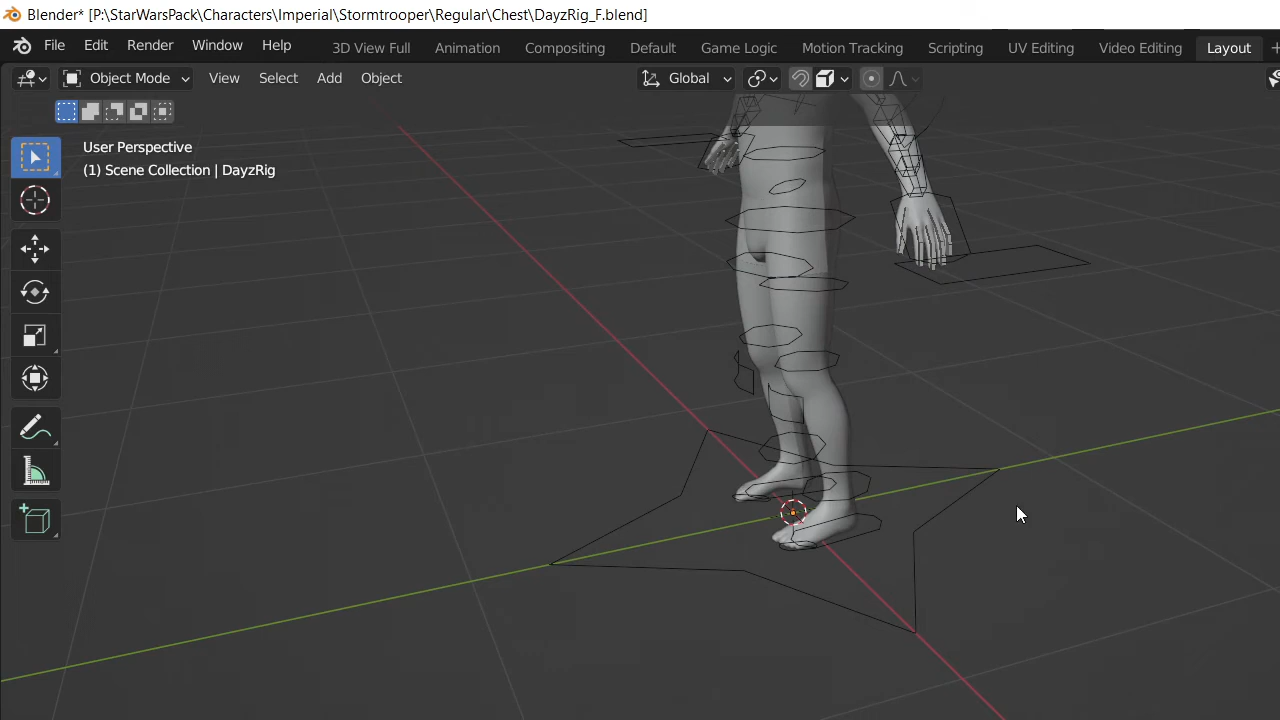 Blender* [P:\StarWarsPack\Characters\Imperial\Stormtrooper\Regular\Chest\DayzRig_F.blend]
File Edit Render Window Help 3D View Full Animation Compositing Default Game Logic Motion Tracking Scripting UV Editing Video Editing Layout +
Object Mode View Select Add Object Global
User Perspective
(1) Scene Collection | DayzRig